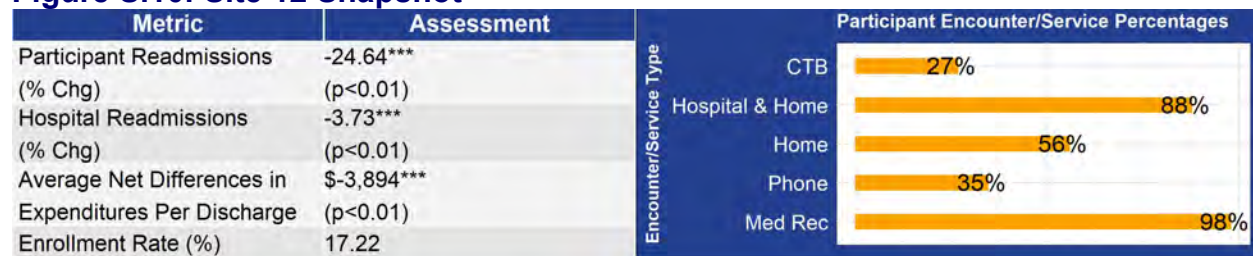 Metric Assessment
Participant Readmissions -24.64***
(% Chg) (p<0.01)
Hospital Readmissions -3.73***
(% Chg) (p<0.01)
Average Net Differences in $-3,894***
Expenditures Per Discharge (p<0.01)
Enrollment Rate (%) 17.22
Participant Encounter/Service Percentages
Encounter/Service Type
CTB 27%
Hospital & Home 88%
Home 56%
Phone 35%
Med Rec 98%